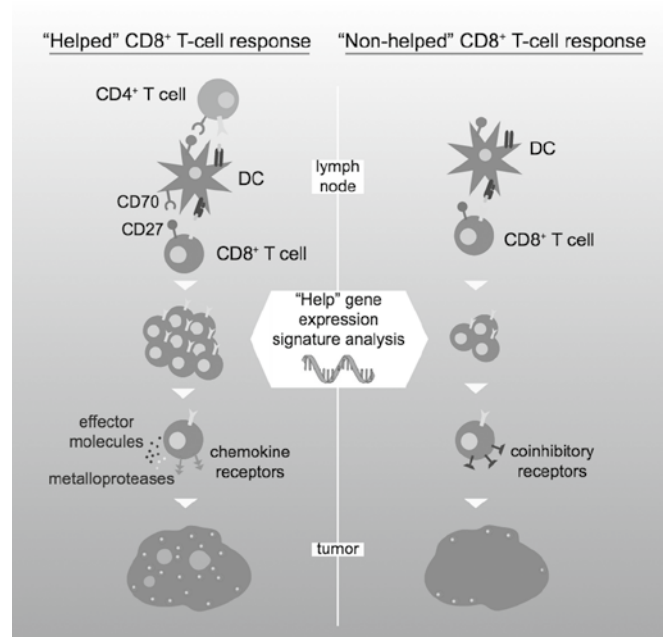 “Helped” CD8⁺ T-cell response
“Non-helped” CD8⁺ T-cell response
CD4⁺ T cell
DC
CD70
CD27
CD8⁺ T cell
lymph
node
DC
CD8⁺ T cell
“Help” gene
expression
signature analysis
effector
molecules
metalloproteases
chemokine
receptors
coinhibitory
receptors
tumor